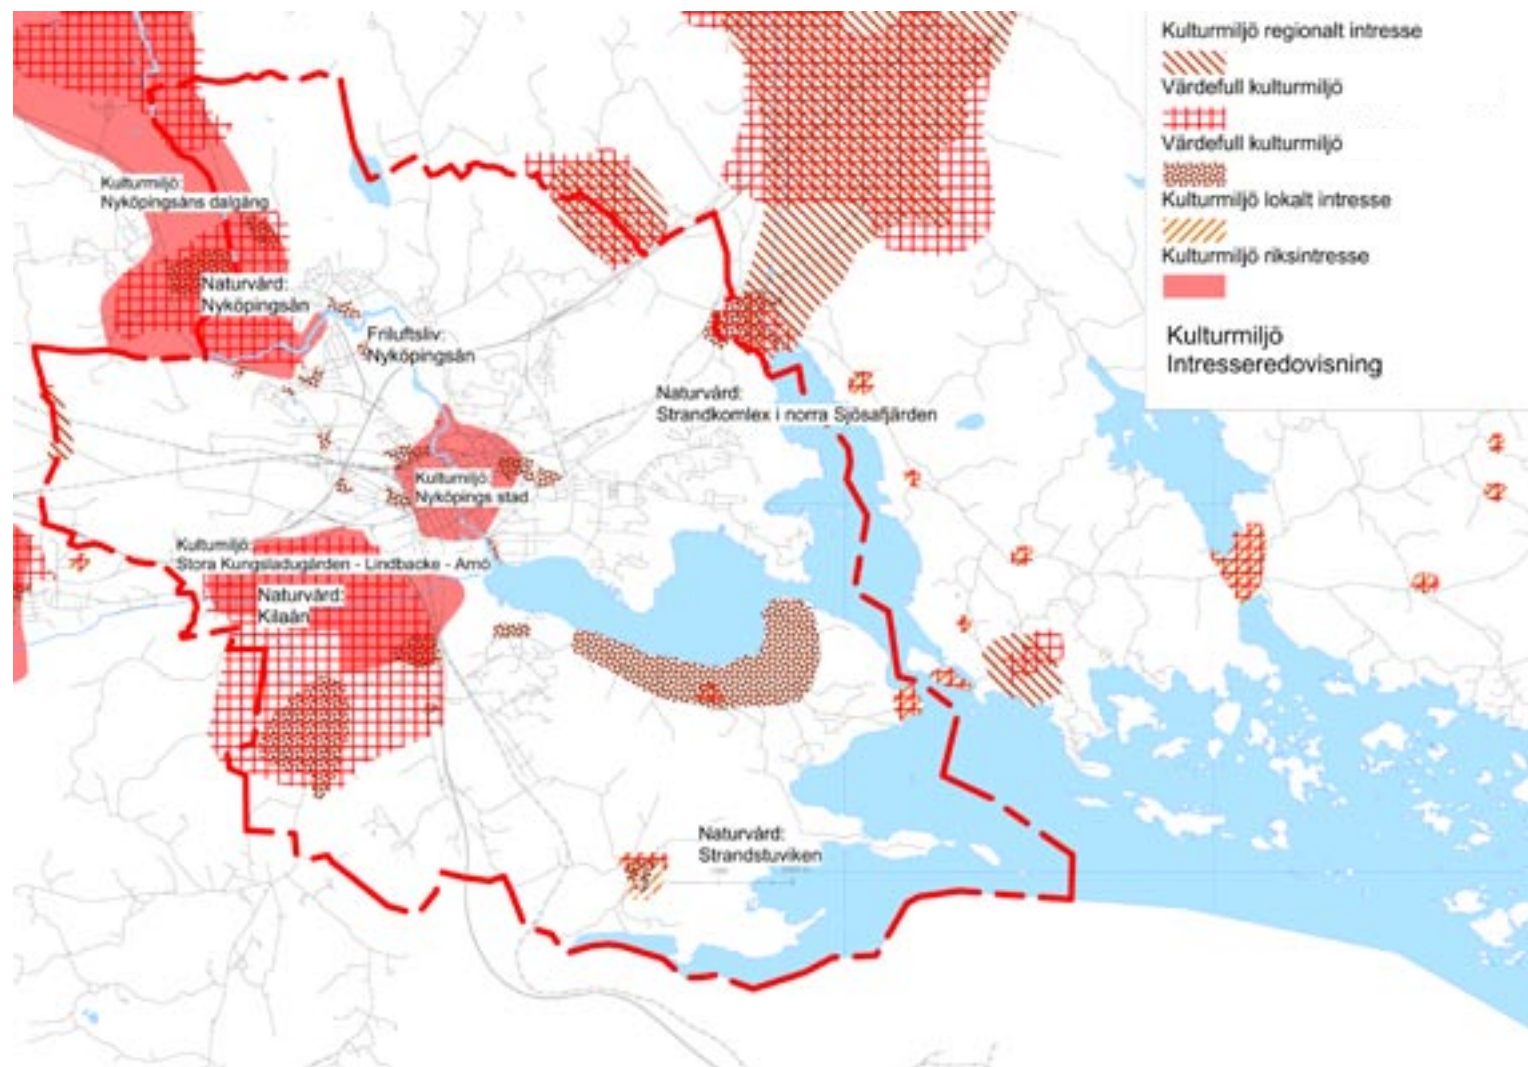 Kulturmiljö regionalt intresse
Värdefull kulturmiljö
Värdefull kulturmiljö
Kulturmiljö lokalt intresse
Kulturmiljö riksintresse
Kulturmiljö
Intresseredovisning
Kulturmiljö:
Nyköpingsåns dalgång
Naturvård:
Nyköpingsån
Friluftsliv:
Nyköpingsån
Naturvård:
Strandkomlex i norra Sjösafjärden
Kulturmiljö:
Nyköpings stad
Kultumiljö:
Stora Kungsladugården - Lindbacke - Arnö
Naturvård:
Kilaån
Naturvård:
Strandstuviken